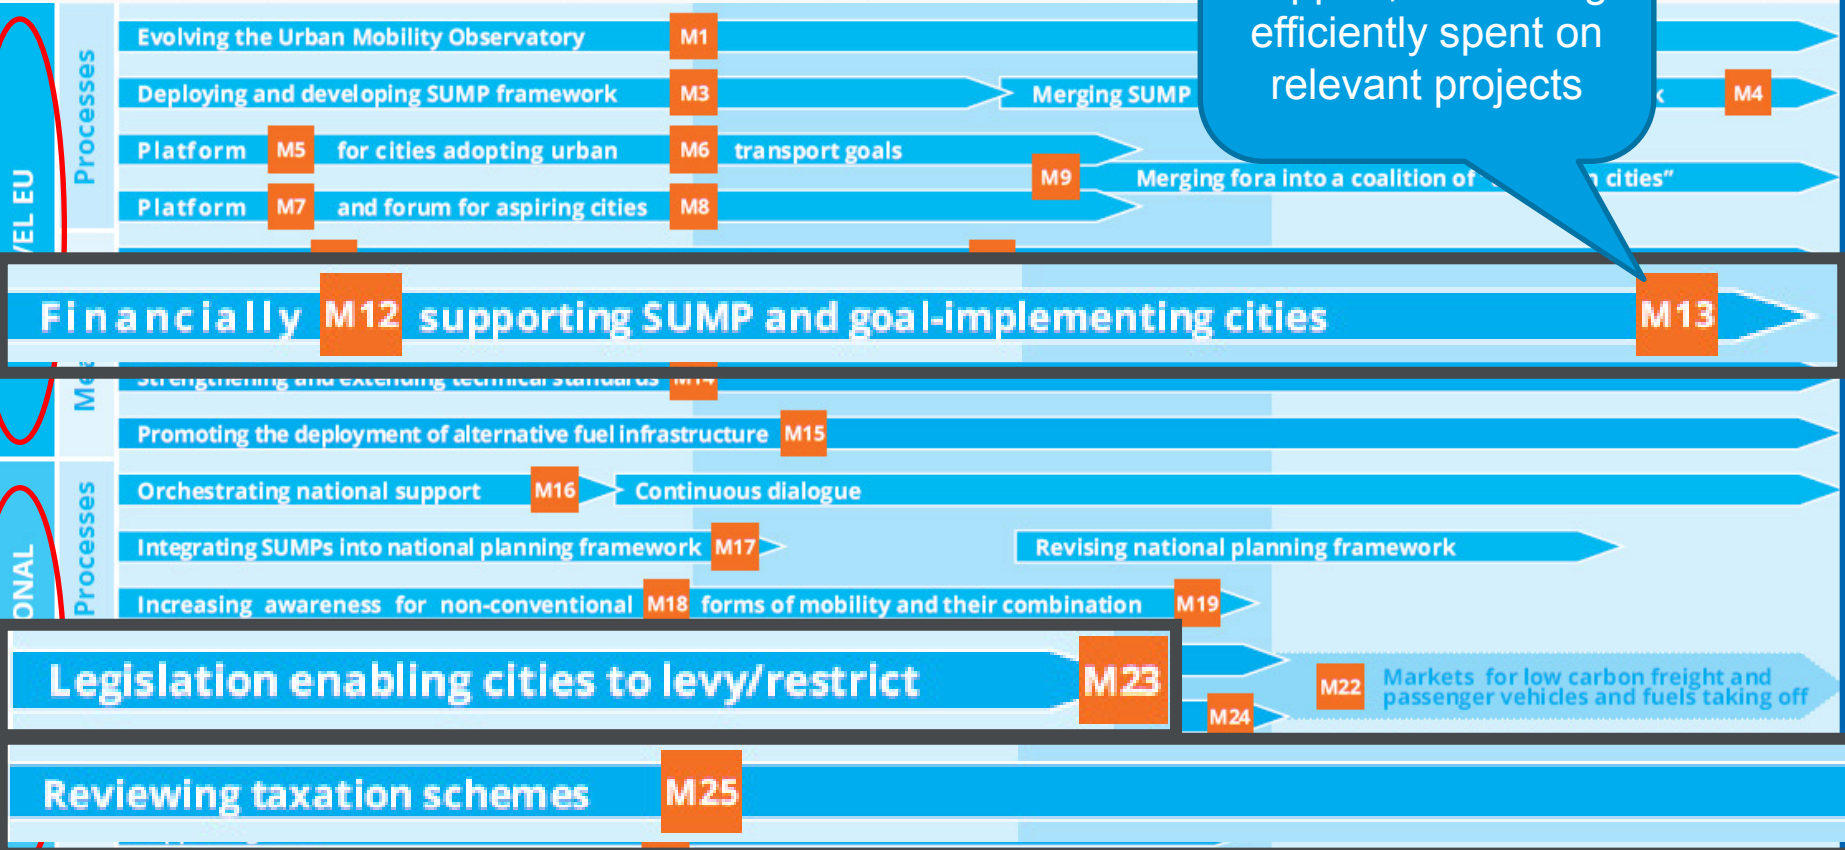 efficiently spent on
relevant projects
Evolving the Urban Mobility Observatory M1
Deploying and developing SUMP framework M3 Merging SUMP M4
Platform M5 for cities adopting urban M6 transport goals
M9 Merging fora into a coalition of cities”
Platform M7 and forum for aspiring cities M8
Processes
EU
Financially M12 supporting SUMP and goal-implementing cities M13
Strengthening and extending technical standards M14
Promoting the deployment of alternative fuel infrastructure M15
Orchestrating national support M16 Continuous dialogue
Integrating SUMPs into national planning framework M17 Revising national planning framework
Increasing awareness for non-conventional M18 forms of mobility and their combination M19
Processes
Legislation enabling cities to levy/restrict M23
M22 Markets for low carbon freight and
passenger vehicles and fuels taking off
M24
Reviewing taxation schemes M25